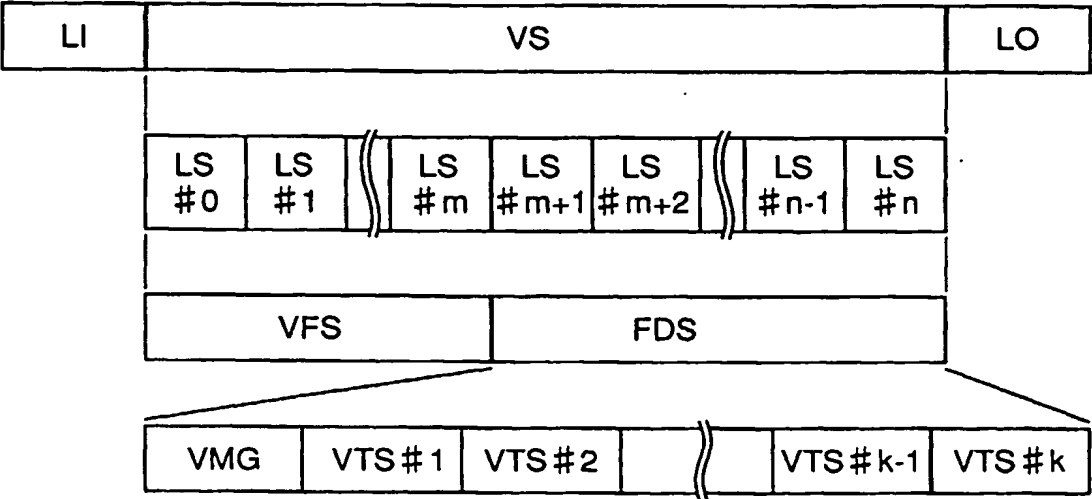 LI VS LO
LS LS LS LS LS LS LS
#0 #1 #m #m+1 #m+2 #n-1 #n
VFS FDS
VMG VTS#1 VTS#2 VTS#k-1 VTS#k